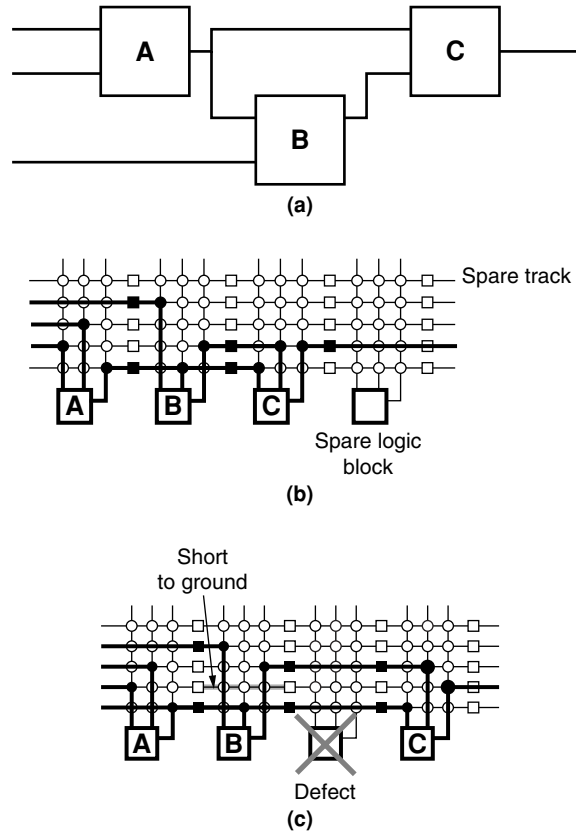 A
C
B
(a)
Spare track
A
B
C
Spare logic
block
(b)
Short
to ground
A
B
C
Defect
(c)